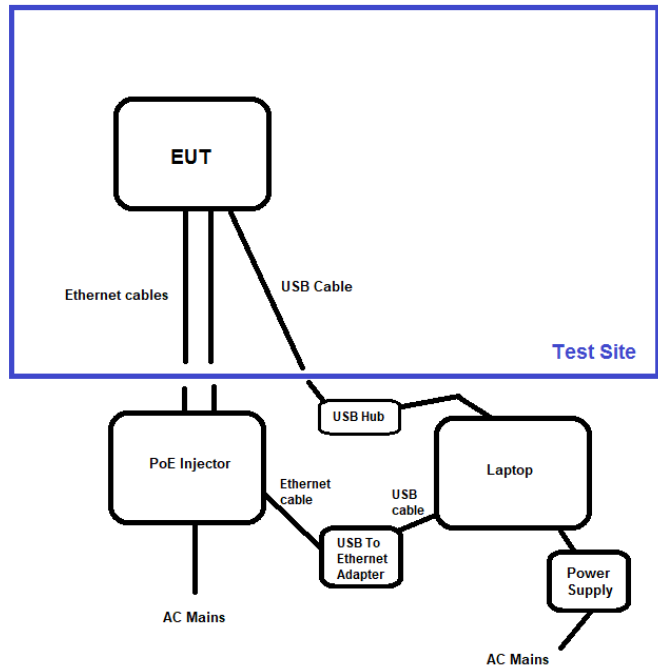 EUT
Ethernet cables
USB Cable
Test Site
USB Hub
PoE Injector
Laptop
Ethernet
cable
USB
cable
USB To
Ethernet
Adapter
Power
Supply
AC Mains
AC Mains